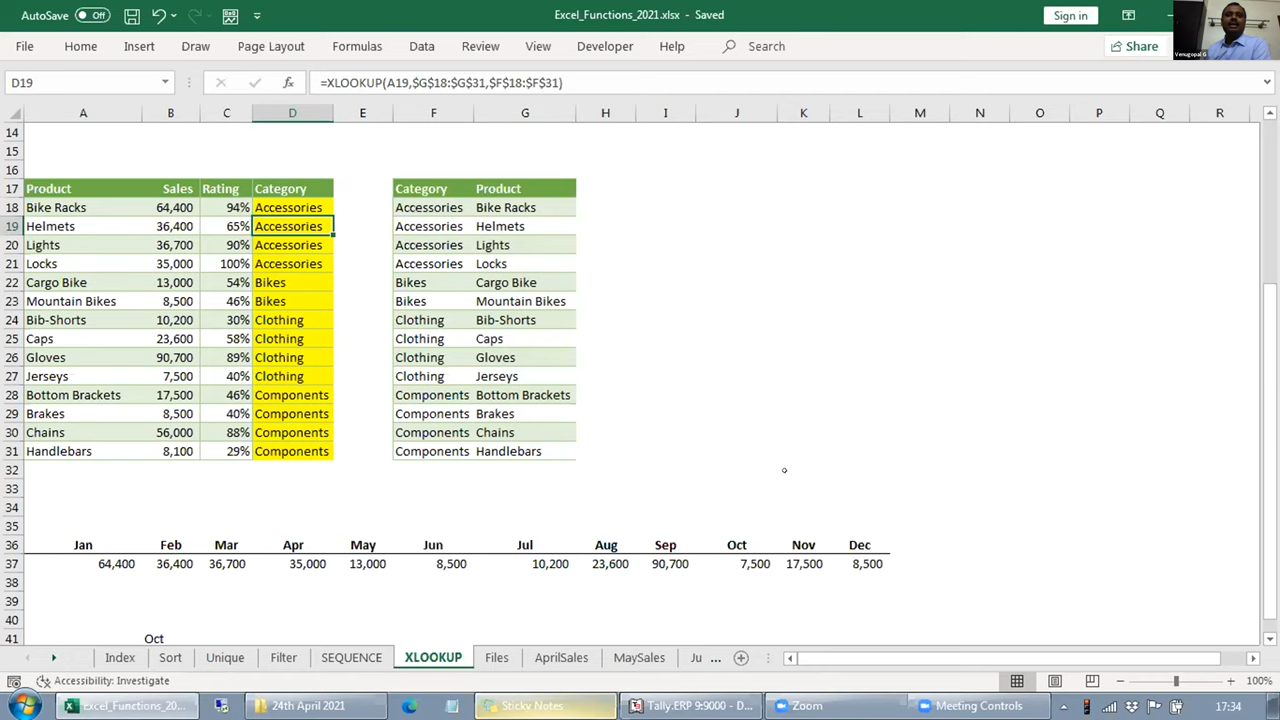 AutoSave Off
Excel_Functions_2021.xlsx - Saved
Sign in
Venugopal G
File Home Insert Draw Page Layout Formulas Data Review View Developer Help Search Share
D19 fx =XLOOKUP(A19,$G$18:$G$31,$F$18:$F$31)
A B C D E F G H I J K L M N O P Q R
14
15
16
17 Product Sales Rating Category Category Product
18 Bike Racks 64,400 94% Accessories Accessories Bike Racks
19 Helmets 36,400 65% Accessories Accessories Helmets
20 Lights 36,700 90% Accessories Accessories Lights
21 Locks 35,000 100% Accessories Accessories Locks
22 Cargo Bike 13,000 54% Bikes Bikes Cargo Bike
23 Mountain Bikes 8,500 46% Bikes Bikes Mountain Bikes
24 Bib-Shorts 10,200 30% Clothing Clothing Bib-Shorts
25 Caps 23,600 58% Clothing Clothing Caps
26 Gloves 90,700 89% Clothing Clothing Gloves
27 Jerseys 7,500 40% Clothing Clothing Jerseys
28 Bottom Brackets 17,500 46% Components Components Bottom Brackets
29 Brakes 8,500 40% Components Components Brakes
30 Chains 56,000 88% Components Components Chains
31 Handlebars 8,100 29% Components Components Handlebars
32
33
34
35
36 Jan Feb Mar Apr May Jun Jul Aug Sep Oct Nov Dec
37 64,400 36,400 36,700 35,000 13,000 8,500 10,200 23,600 90,700 7,500 17,500 8,500
38
39
40
41 Oct
Index Sort Unique Filter SEQUENCE XLOOKUP Files AprilSales MaySales Ju ...
Accessibility: Investigate
100%
Excel_Functions_20... 24th April 2021 Sticky Notes Tally.ERP 9:9000 - D... Zoom Meeting Controls 17:34